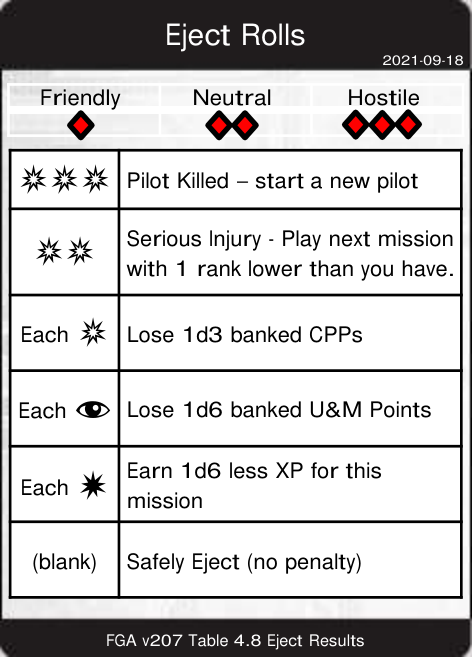 Eject Rolls
2021-09-18
Friendly Neutral Hostile
Pilot Killed – start a new pilot
Serious Injury - Play next mission
with 1 rank lower than you have.
Each Lose 1d3 banked CPPs
Each Lose 1d6 banked U&M Points
Each Earn 1d6 less XP for this
mission
(blank) Safely Eject (no penalty)
FGA v207 Table 4.8 Eject Results